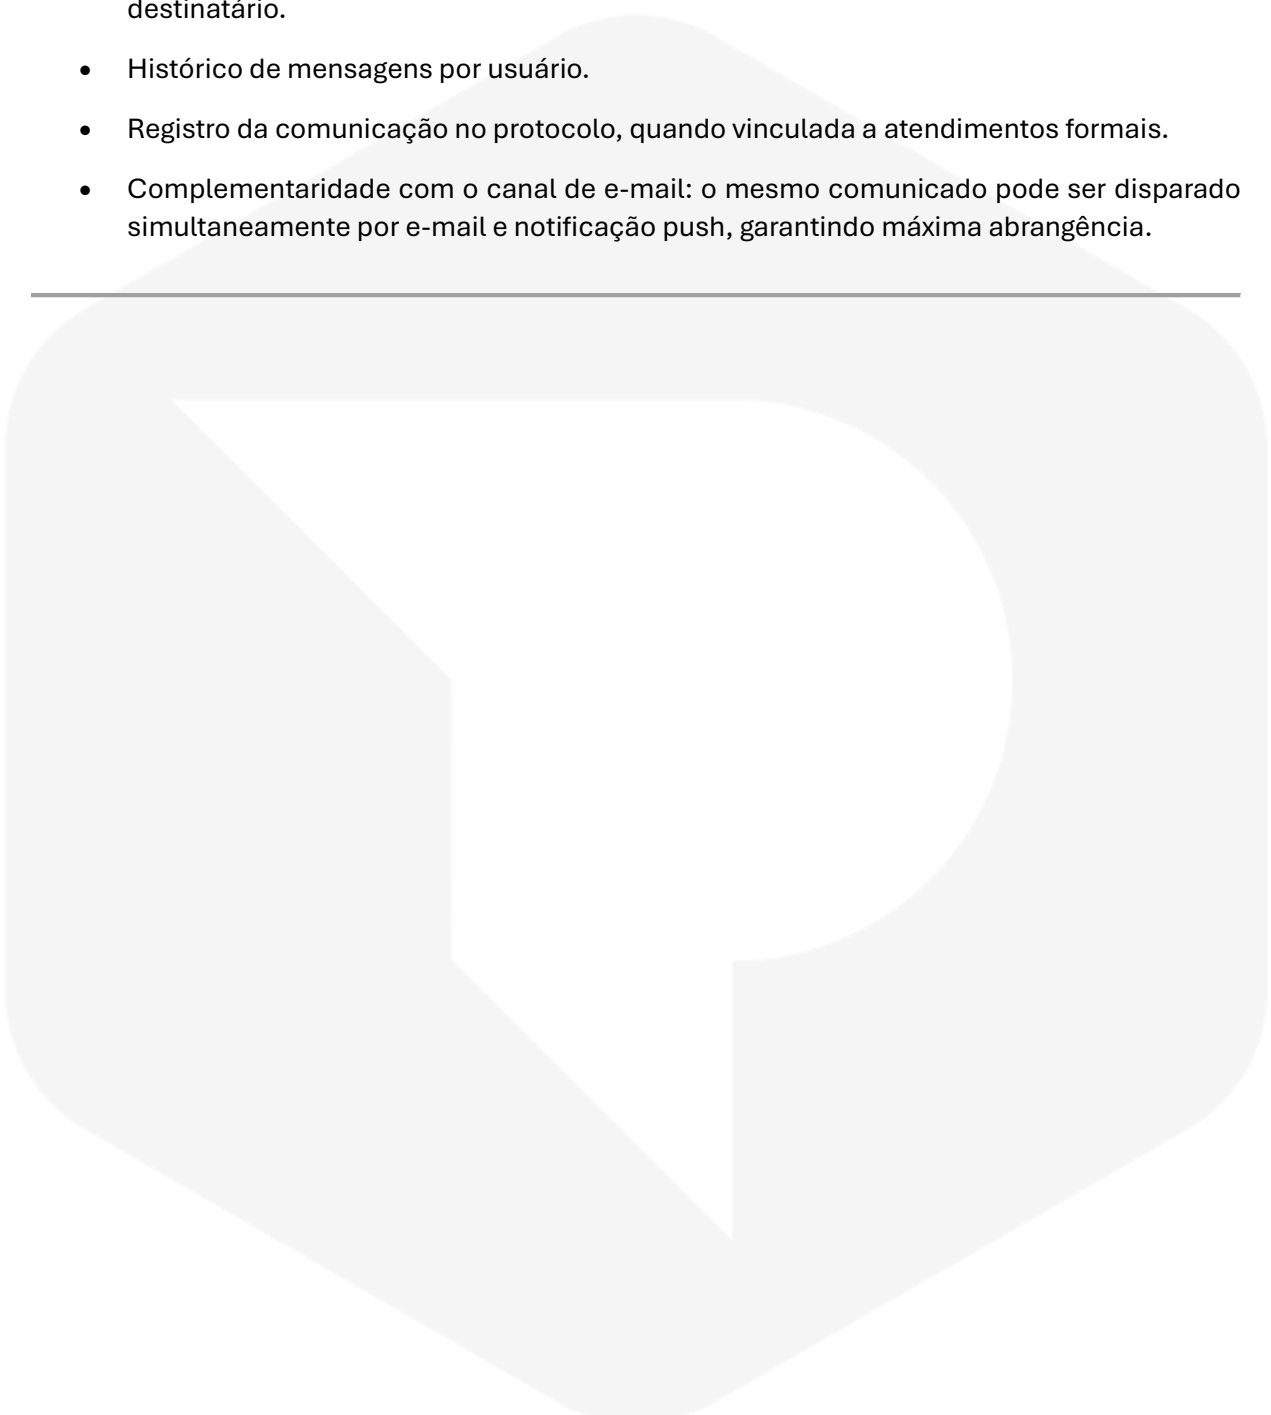 destinatário.
• Histórico de mensagens por usuário.
• Registro da comunicação no protocolo, quando vinculada a atendimentos formais.
• Complementaridade com o canal de e-mail: o mesmo comunicado pode ser disparado
simultaneamente por e-mail e notificação push, garantindo máxima abrangência.